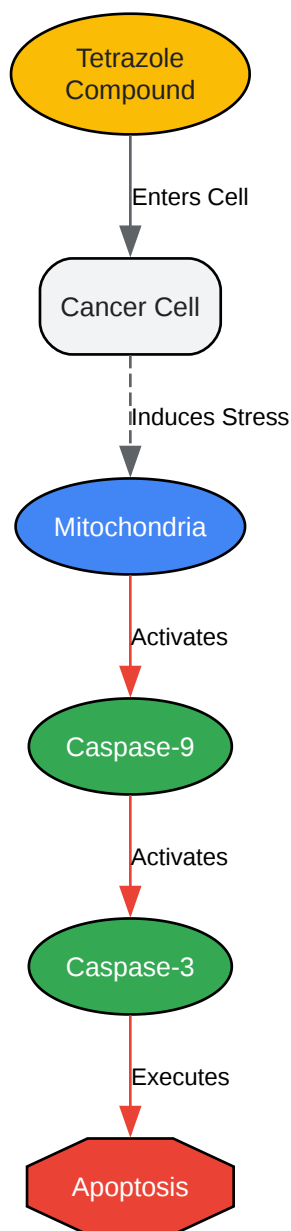 Tetrazole
Compound
Enters Cell
Cancer Cell
Induces Stress
Mitochondria
Activates
Caspase-9
Activates
Caspase-3
Executes
Apoptosis